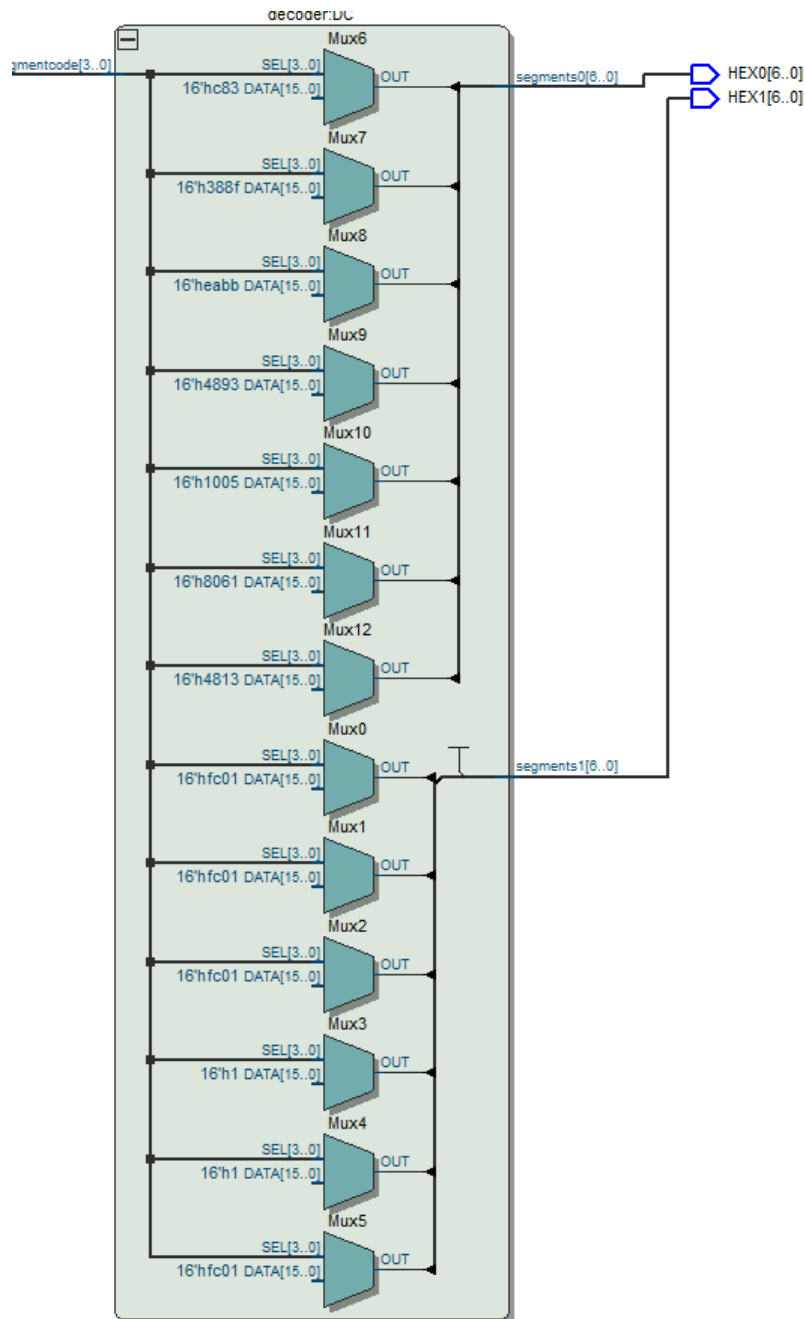 decoder:DC
Mux6
gmentcode[3..0]
SEL[3..0]
OUT
16'hc83 DATA[15..0]
segments0[6..0]
HEX0[6..0]
HEX1[6..0]
Mux7
SEL[3..0]
OUT
16'h388f DATA[15..0]
Mux8
SEL[3..0]
OUT
16'heabb DATA[15..0]
Mux9
SEL[3..0]
OUT
16'h4893 DATA[15..0]
Mux10
SEL[3..0]
OUT
16'h1005 DATA[15..0]
Mux11
SEL[3..0]
OUT
16'h8061 DATA[15..0]
Mux12
SEL[3..0]
OUT
16'h4813 DATA[15..0]
Mux0
SEL[3..0]
OUT
16'hfc01 DATA[15..0]
segments1[6..0]
Mux1
SEL[3..0]
OUT
16'hfc01 DATA[15..0]
Mux2
SEL[3..0]
OUT
16'hfc01 DATA[15..0]
Mux3
SEL[3..0]
OUT
16'h1 DATA[15..0]
Mux4
SEL[3..0]
OUT
16'h1 DATA[15..0]
Mux5
SEL[3..0]
OUT
16'hfc01 DATA[15..0]